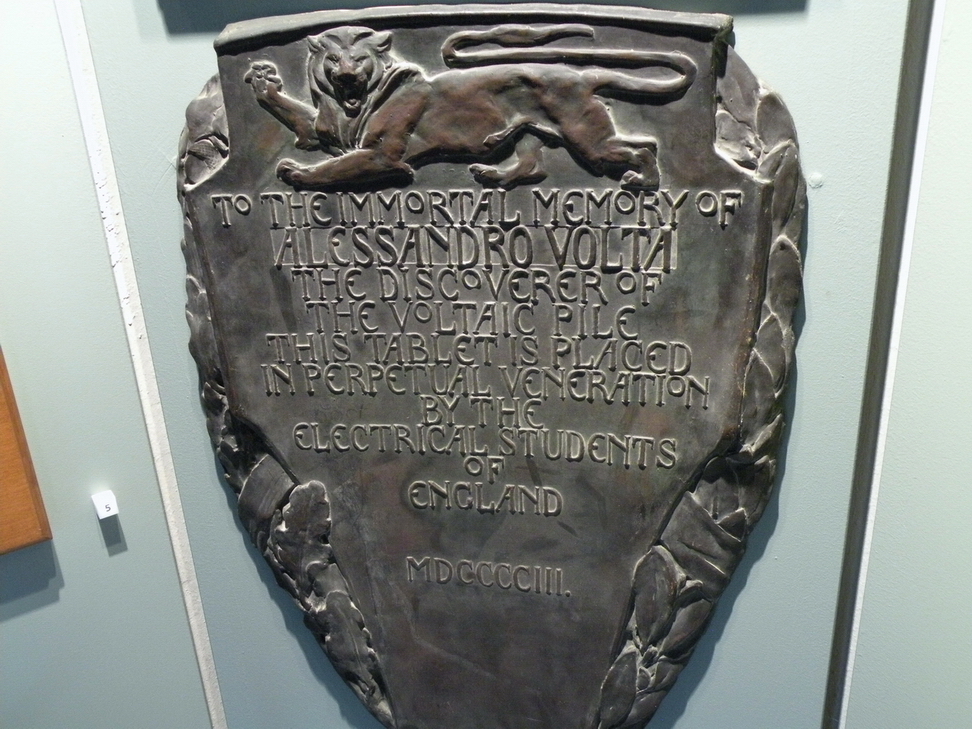 TO THE IMMORTAL MEMORY OF
ALESSANDRO VOLTA
THE DISCOVERER OF
THE VOLTAIC PILE
THIS TABLET IS PLACED
IN PERPETUAL VENERATION
BY THE
ELECTRICAL STUDENTS
OF
ENGLAND
MDCCCCIII.
5